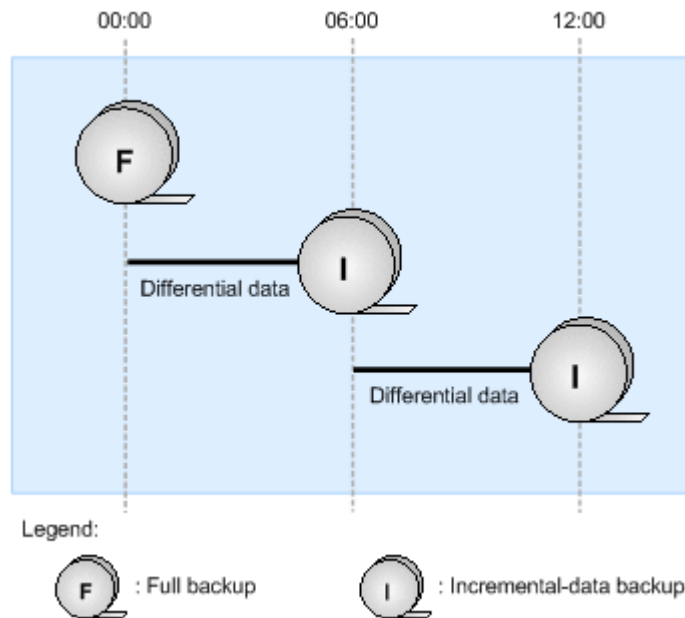 00:00 06:00 12:00
F
I
Differential data
I
Differential data
Legend:
F : Full backup I : Incremental-data backup